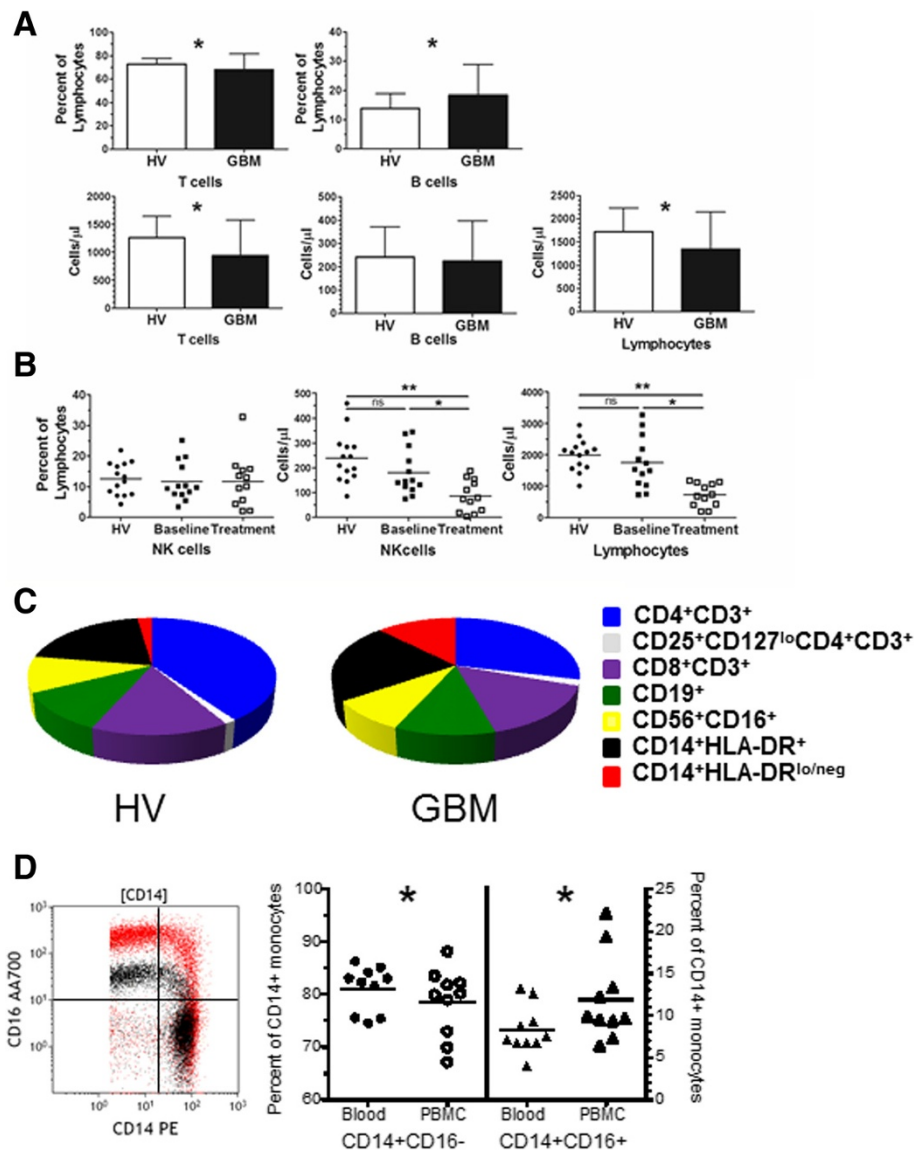 A
100
80
60
40
20
0
Percent of
Lymphocytes
*
HV
GBM
T cells
40
30
20
10
0
Percent of
Lymphocytes
*
HV
GBM
B cells
2000
1500
1000
500
0
Cells/µl
*
HV
GBM
T cells
500
400
300
200
100
0
Cells/µl
HV
GBM
B cells
2500
2000
1500
1000
500
0
Cells/µl
*
HV
GBM
Lymphocytes
B
40
30
20
10
0
Percent of
Lymphocytes
HV
Baseline
Treatment
NK cells
500
400
300
200
100
0
Cells/µl
**
ns
*
HV
Baseline
Treatment
NKcells
4000
3000
2000
1000
0
Cells/µl
**
ns
*
HV
Baseline
Treatment
Lymphocytes
C
HV
GBM
CD4⁺CD3⁺
CD25⁺CD127ˡᵒCD4⁺CD3⁺
CD8⁺CD3⁺
CD19⁺
CD56⁺CD16⁺
CD14⁺HLA-DR⁺
CD14⁺HLA-DRˡᵒ/ⁿᵉᵍ
D
[CD14]
10³
10²
10¹
10⁰
CD16 AA700
10⁰
10¹
10²
10³
CD14 PE
Percent of CD14+ monocytes
100
90
80
70
60
*
*
25
20
15
10
5
0
Percent of CD14+ monocytes
Blood
PBMC
Blood
PBMC
CD14+CD16-
CD14+CD16+